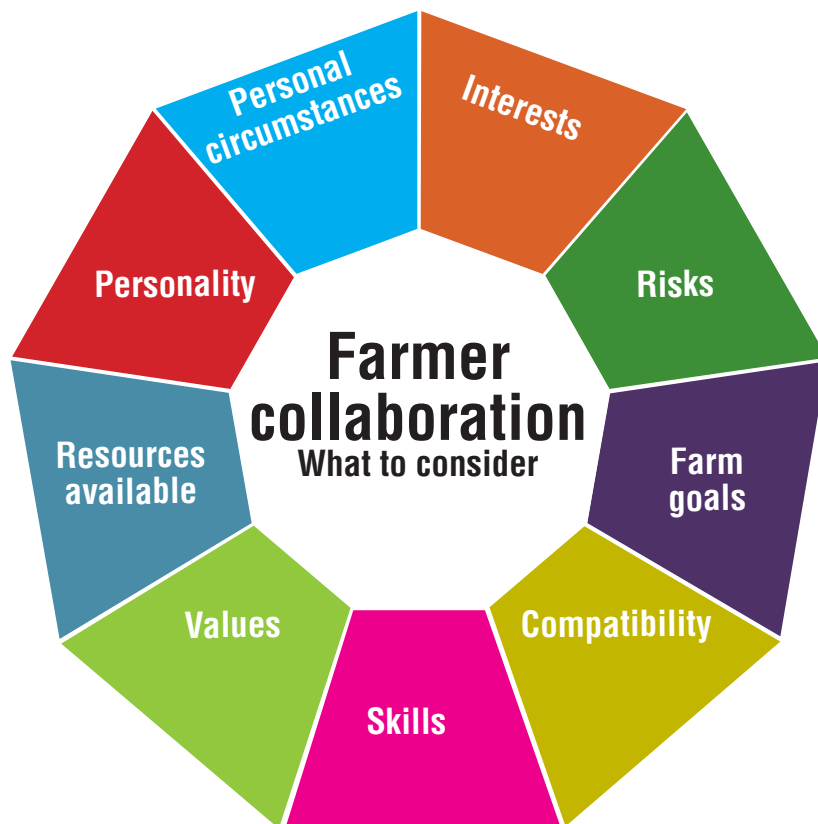 Farmer
collaboration
What to consider
Interests
Risks
Farm
goals
Compatibility
Skills
Values
Resources
available
Personality
Personal
circumstances